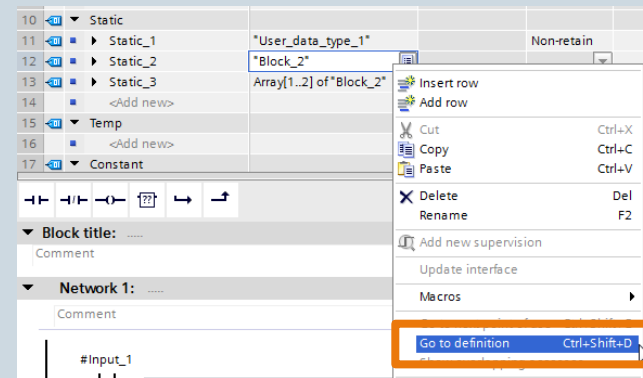 10 Static
11 Static_1 "User_data_type_1" Non-retain
12 Static_2 "Block_2"
13 Static_3 Array[1..2] of "Block_2"
14 <Add new>
15 Temp
16 <Add new>
17 Constant
Insert row
Add row
Cut Ctrl+X
Copy Ctrl+C
Paste Ctrl+V
Delete Del
Rename F2
Add new supervision
Update interface
Macros
Go to definition Ctrl+Shift+D
??
Block title: .....
Comment
Network 1: .....
Comment
#Input_1